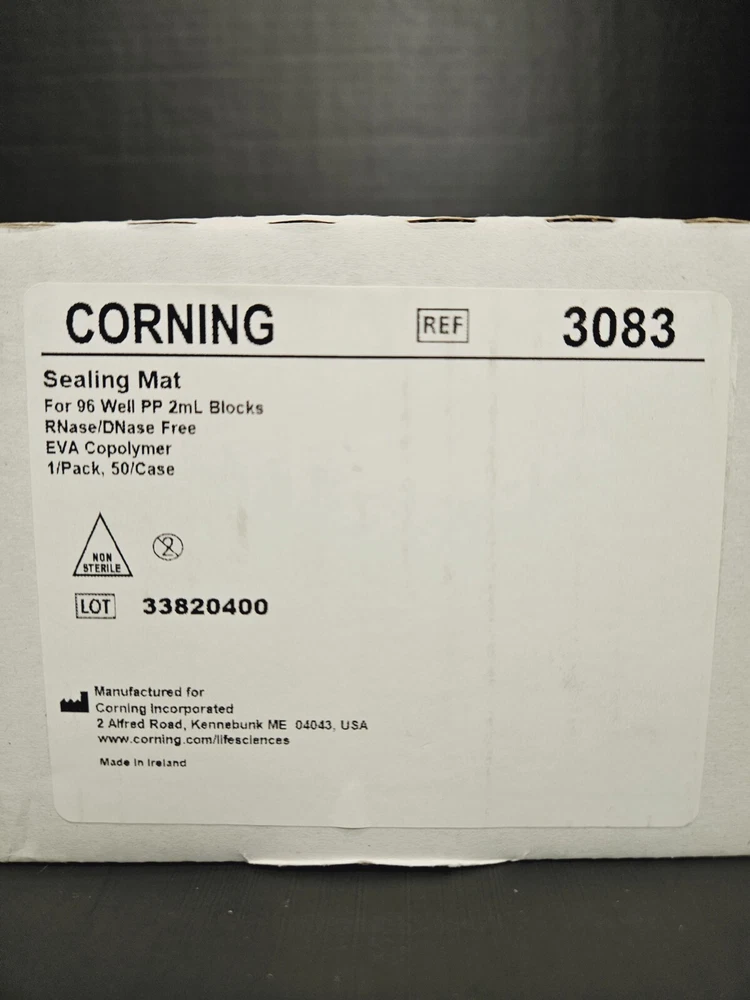 CORNING REF 3083
Sealing Mat
For 96 Well PP 2mL Blocks
RNase/DNase Free
EVA Copolymer
1/Pack, 50/Case
NON
STERILE
2
LOT 33820400
Manufactured for
Corning Incorporated
2 Alfred Road, Kennebunk ME 04043, USA
www.corning.com/lifesciences
Made in Ireland